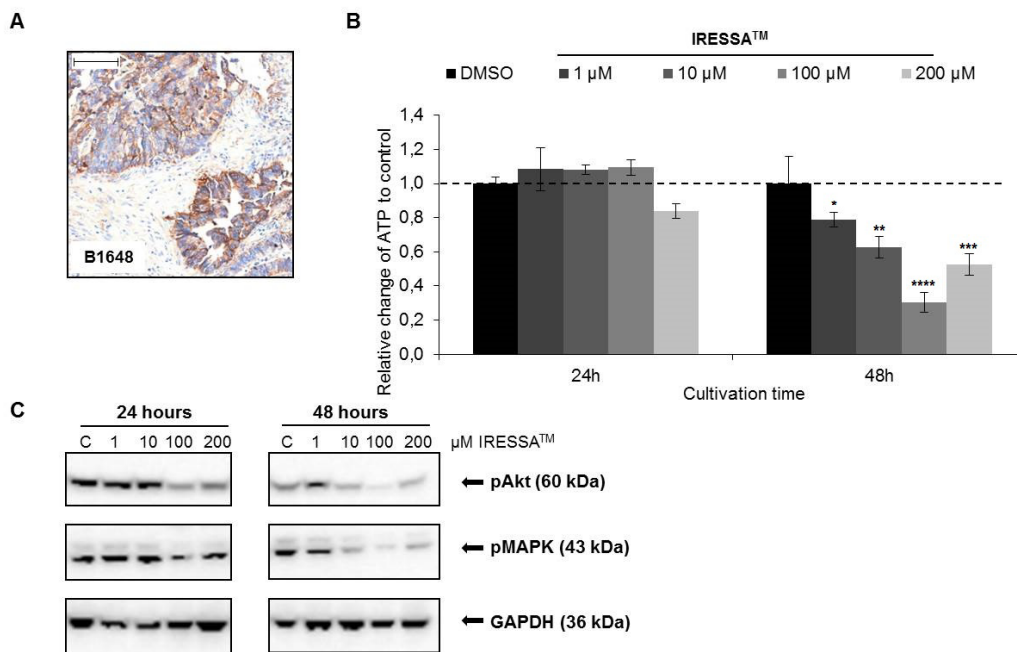 A
B1648
B
IRESSA™
DMSO 1 µM 10 µM 100 µM 200 µM
Relative change of ATP to control
1,4
1,2
1,0
0,8
0,6
0,4
0,2
0,0
* ** **** ***
24h 48h
Cultivation time
C
24 hours 48 hours
C 1 10 100 200 C 1 10 100 200 µM IRESSA™
pAkt (60 kDa)
pMAPK (43 kDa)
GAPDH (36 kDa)